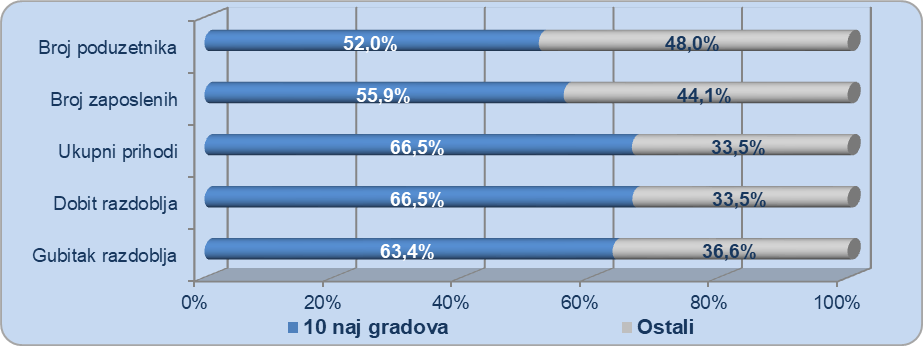 Broj poduzetnika 52,0% 48,0%
Broj zaposlenih 55,9% 44,1%
Ukupni prihodi 66,5% 33,5%
Dobit razdoblja 66,5% 33,5%
Gubitak razdoblja 63,4% 36,6%
0% 20% 40% 60% 80% 100%
10 naj gradova Ostali